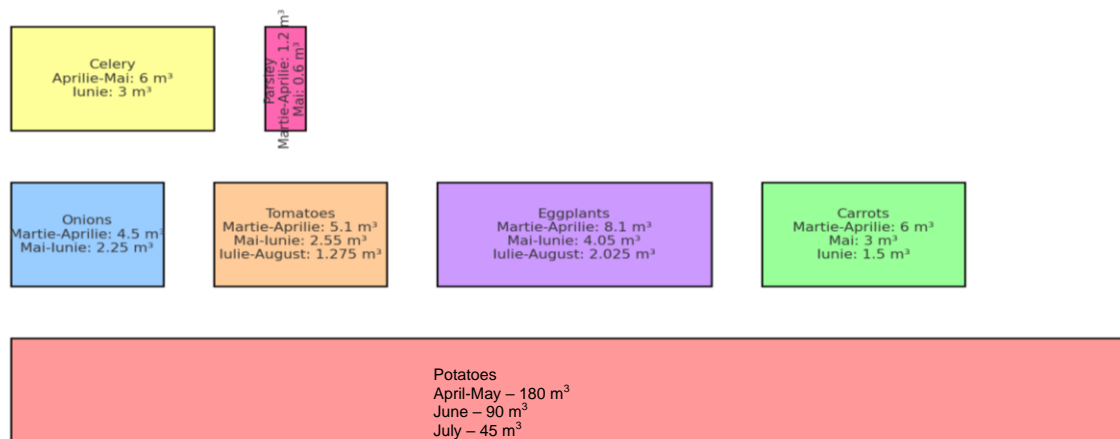 Celery
Aprilie-Mai: 6 m³
Iunie: 3 m³
Parsley
Martie-Aprilie: 1.2 m³
Mai: 0.6 m³
Onions
Martie-Aprilie: 4.5 m³
Mai-Iunie: 2.25 m³
Tomatoes
Martie-Aprilie: 5.1 m³
Mai-Iunie: 2.55 m³
Iulie-August: 1.275 m³
Eggplants
Martie-Aprilie: 8.1 m³
Mai-Iunie: 4.05 m³
Iulie-August: 2.025 m³
Carrots
Martie-Aprilie: 6 m³
Mai: 3 m³
Iunie: 1.5 m³
Potatoes
April-May – 180 m³
June – 90 m³
July – 45 m³